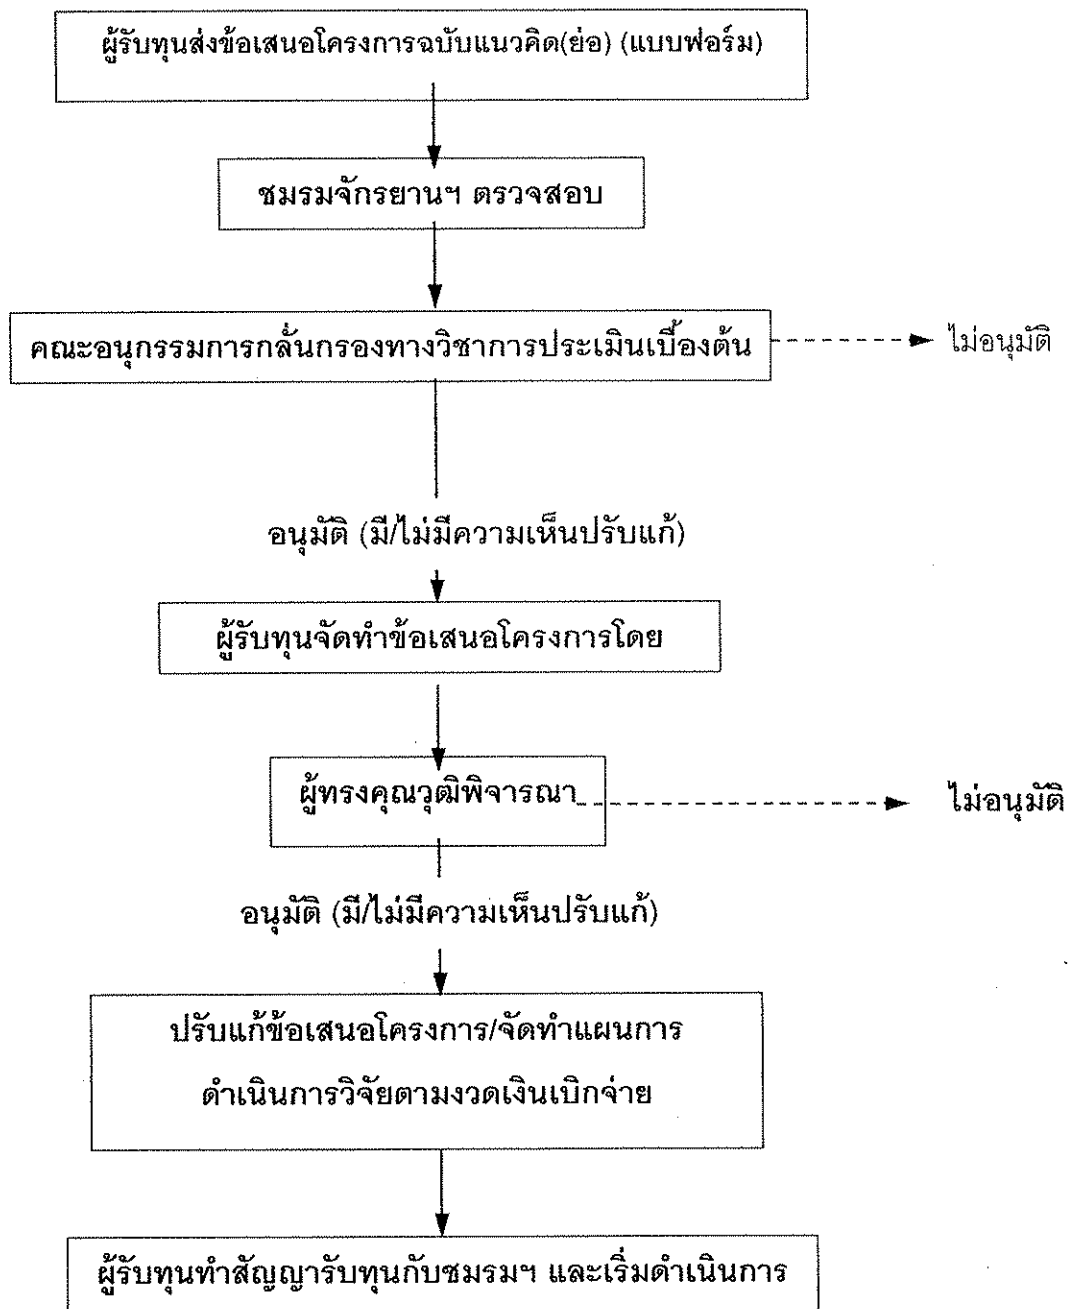 ผู้รับทุนส่งข้อเสนอโครงการฉบับแนวคิด(ย่อ) (แบบฟอร์ม)
ชมรมจักรยานฯ ตรวจสอบ
คณะอนุกรรมการกลั่นกรองทางวิชาการประเมินเบื้องต้น
ไม่อนุมัติ
อนุมัติ (มี/ไม่มีความเห็นปรับแก้)
ผู้รับทุนจัดทำข้อเสนอโครงการโดย
ผู้ทรงคุณวุฒิพิจารณา
ไม่อนุมัติ
อนุมัติ (มี/ไม่มีความเห็นปรับแก้)
ปรับแก้ข้อเสนอโครงการ/จัดทำแผนการ
ดำเนินการวิจัยตามงวดเงินเบิกจ่าย
ผู้รับทุนทำสัญญารับทุนกับชมรมฯ และเริ่มดำเนินการ